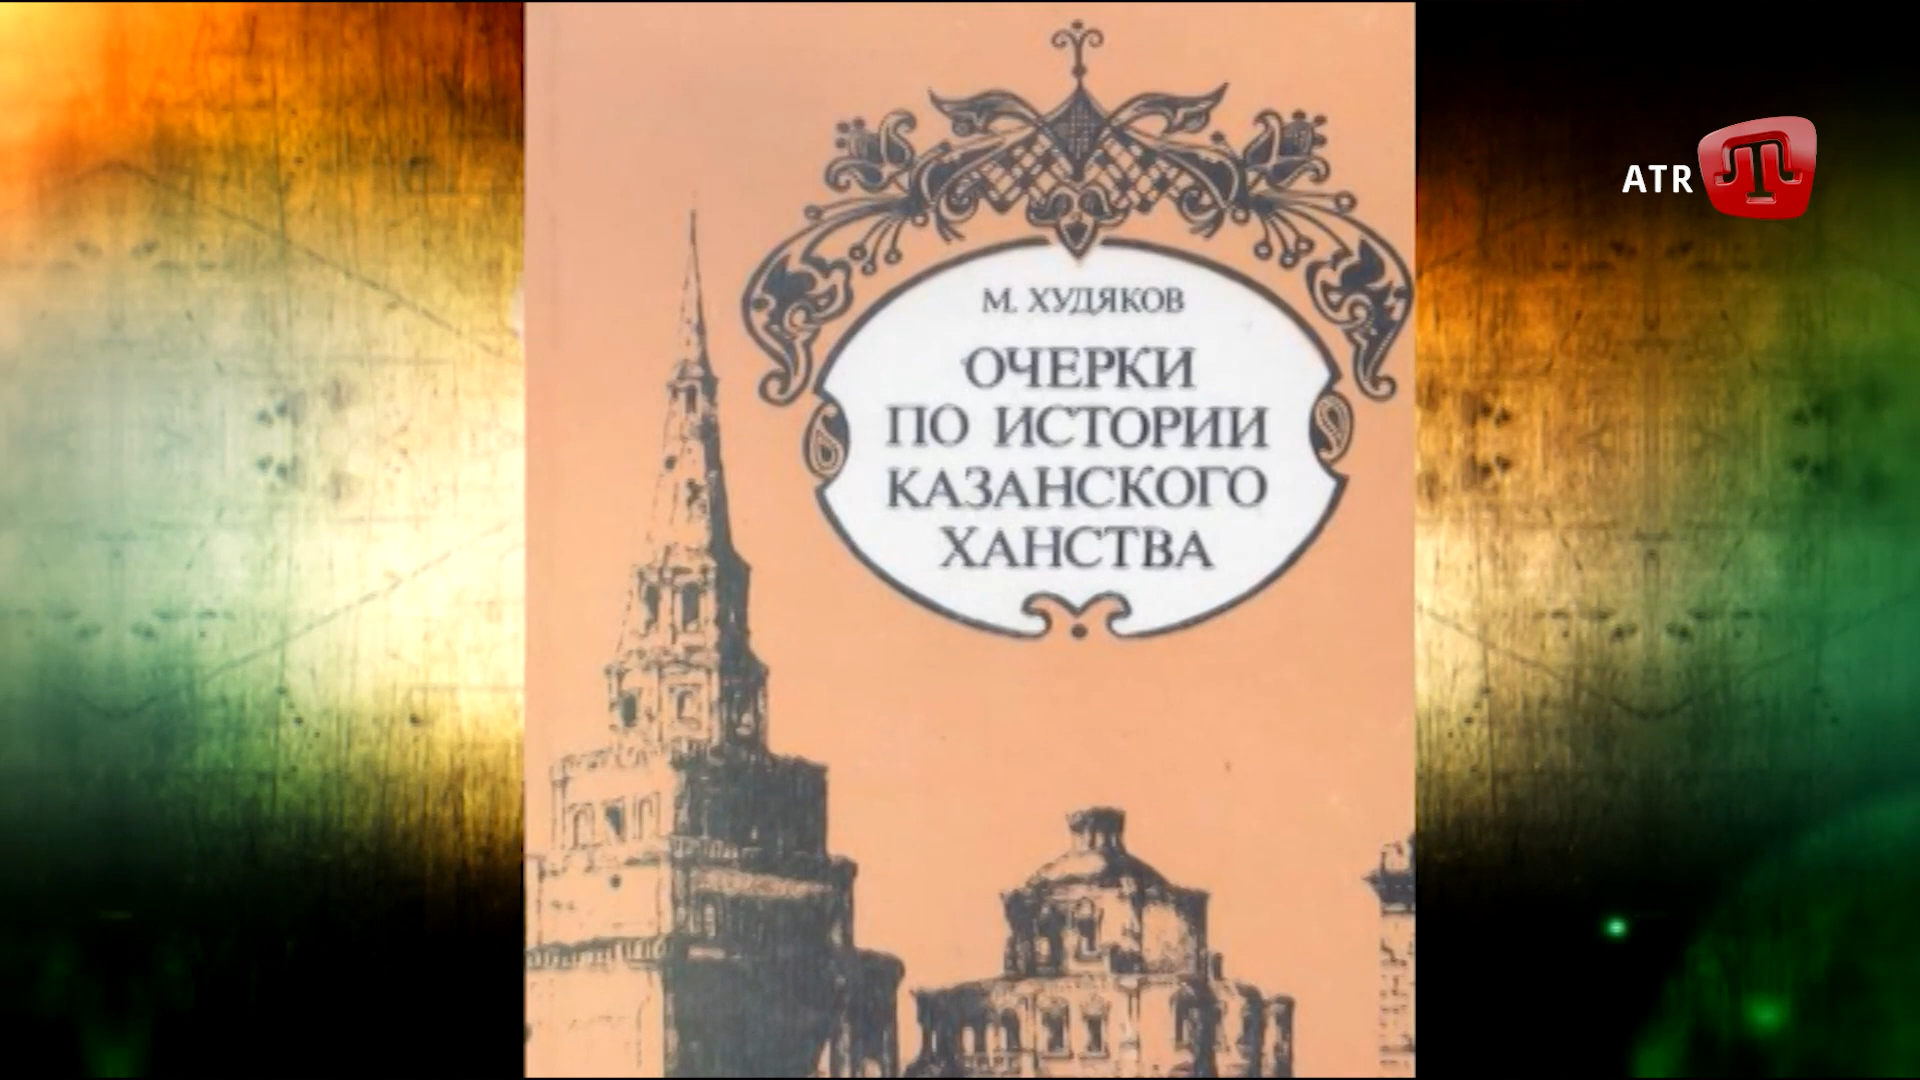 М. ХУДЯКОВ
ОЧЕРКИ
ПО ИСТОРИИ
КАЗАНСКОГО
ХАНСТВА
ATR